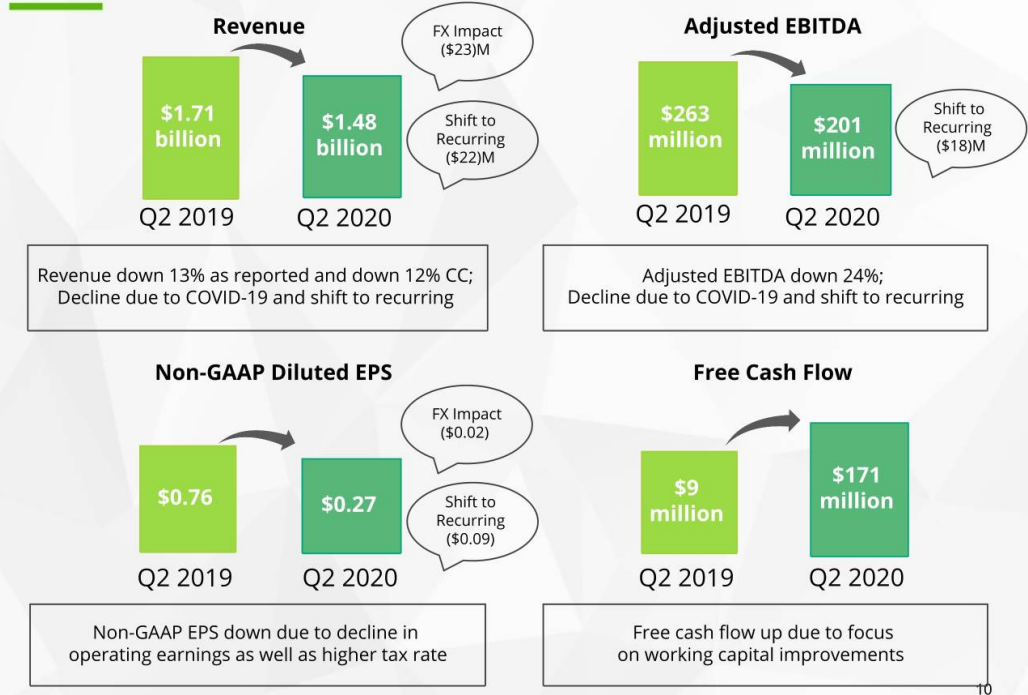 Revenue
$1.71
billion
$1.48
billion
FX Impact
($23)M
Shift to
Recurring
($22)M
Q2 2019
Q2 2020
Revenue down 13% as reported and down 12% CC;
Decline due to COVID-19 and shift to recurring
Adjusted EBITDA
$263
million
$201
million
Shift to
Recurring
($18)M
Q2 2019
Q2 2020
Adjusted EBITDA down 24%;
Decline due to COVID-19 and shift to recurring
Non-GAAP Diluted EPS
$0.76
$0.27
FX Impact
($0.02)
Shift to
Recurring
($0.09)
Q2 2019
Q2 2020
Non-GAAP EPS down due to decline in
operating earnings as well as higher tax rate
Free Cash Flow
$9
million
$171
million
Q2 2019
Q2 2020
Free cash flow up due to focus
on working capital improvements
10